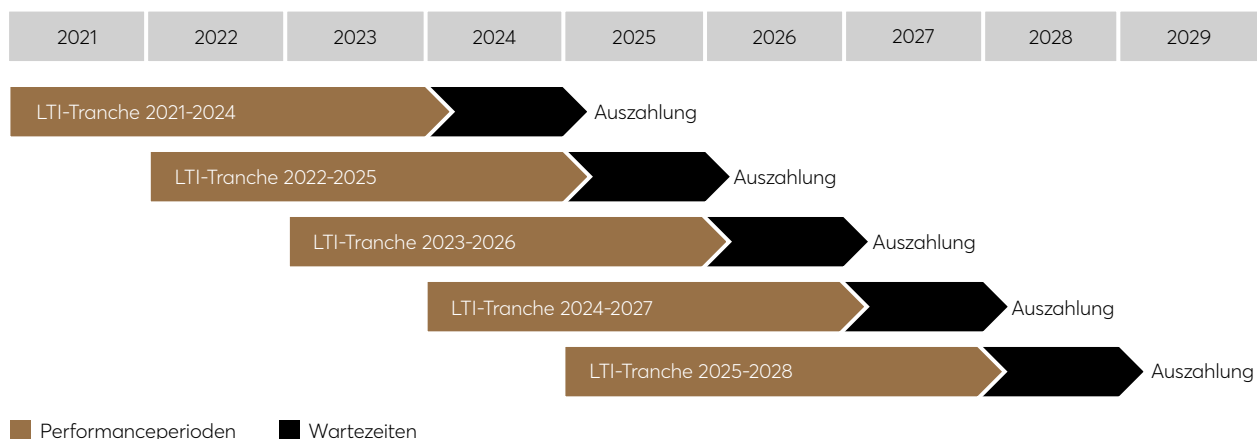 2021 2022 2023 2024 2025 2026 2027 2028 2029
LTI-Tranche 2021-2024 Auszahlung
LTI-Tranche 2022-2025 Auszahlung
LTI-Tranche 2023-2026 Auszahlung
LTI-Tranche 2024-2027 Auszahlung
LTI-Tranche 2025-2028 Auszahlung
Performanceperioden Wartezeiten